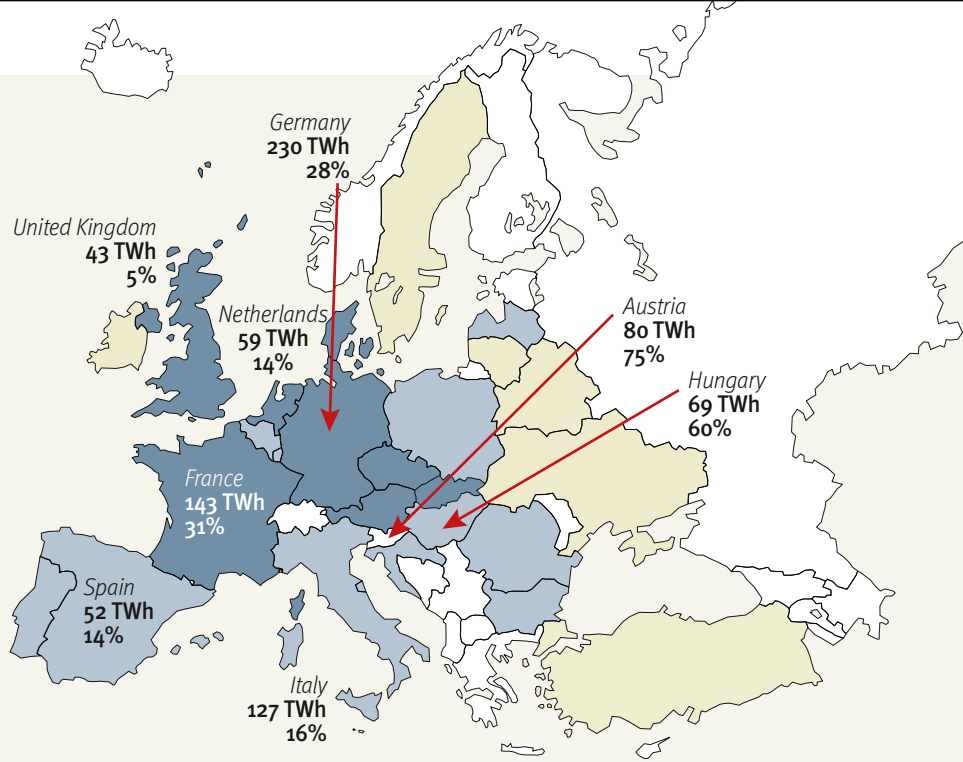 Germany
230 TWh
28%
United Kingdom
43 TWh
5%
Netherlands
59 TWh
14%
Austria
80 TWh
75%
Hungary
69 TWh
60%
France
143 TWh
31%
Spain
52 TWh
14%
Italy
127 TWh
16%